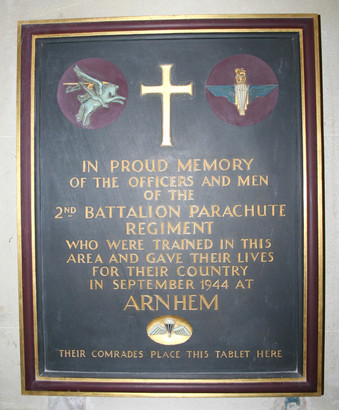 IN PROUD MEMORY
OF THE OFFICERS AND MEN
OF THE
2ND BATTALION PARACHUTE
REGIMENT
WHO WERE TRAINED IN THIS
AREA AND GAVE THEIR LIVES
FOR THEIR COUNTRY
IN SEPTEMBER 1944 AT
ARNHEM
THEIR COMRADES PLACE THIS TABLET HERE